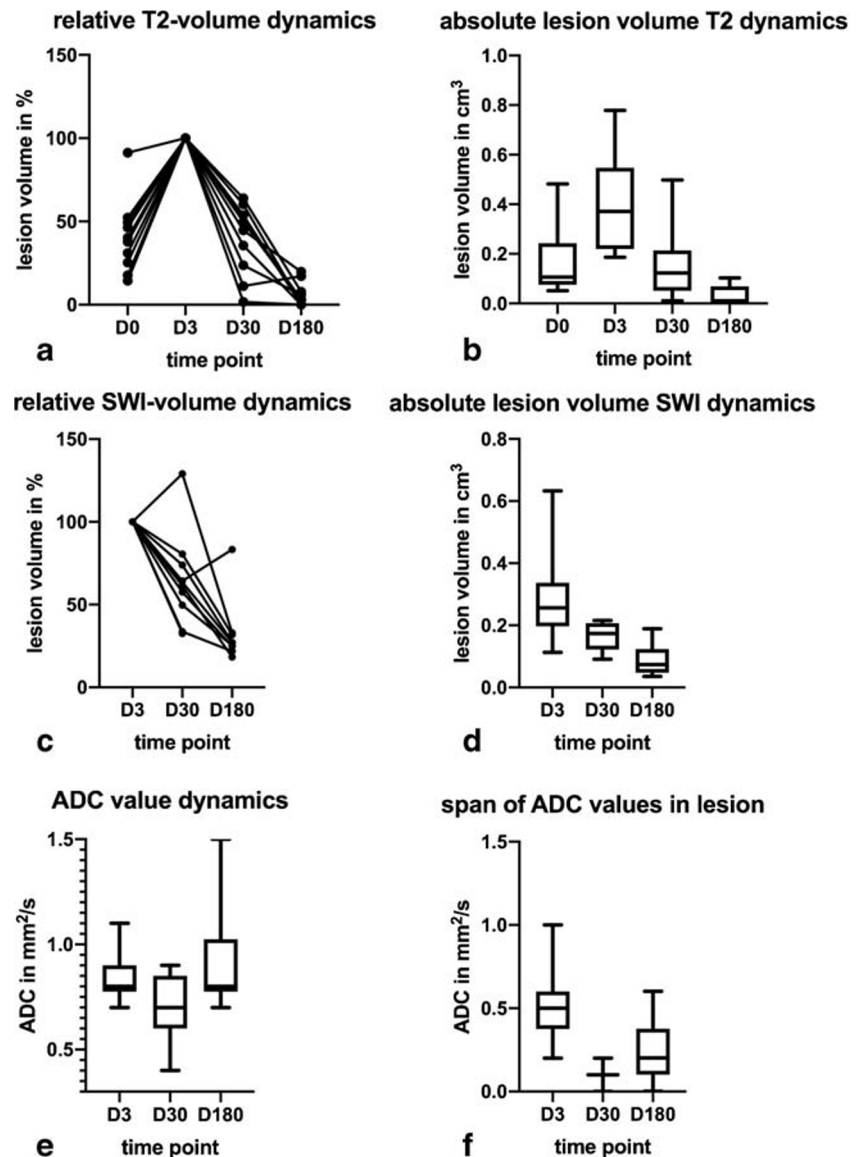 relative T2-volume dynamics
lesion volume in %
150
100
50
0
D0 D3 D30 D180
time point
a
absolute lesion volume T2 dynamics
lesion volume in cm³
1.0
0.8
0.6
0.4
0.2
0.0
D0 D3 D30 D180
time point
b
relative SWI-volume dynamics
lesion volume in %
150
100
50
0
D3 D30 D180
time point
c
absolute lesion volume SWI dynamics
lesion volume in cm³
0.8
0.6
0.4
0.2
0.0
D3 D30 D180
time point
d
ADC value dynamics
ADC in mm²/s
1.5
1.0
0.5
D3 D30 D180
time point
e
span of ADC values in lesion
ADC in mm²/s
1.5
1.0
0.5
0.0
D3 D30 D180
time point
f